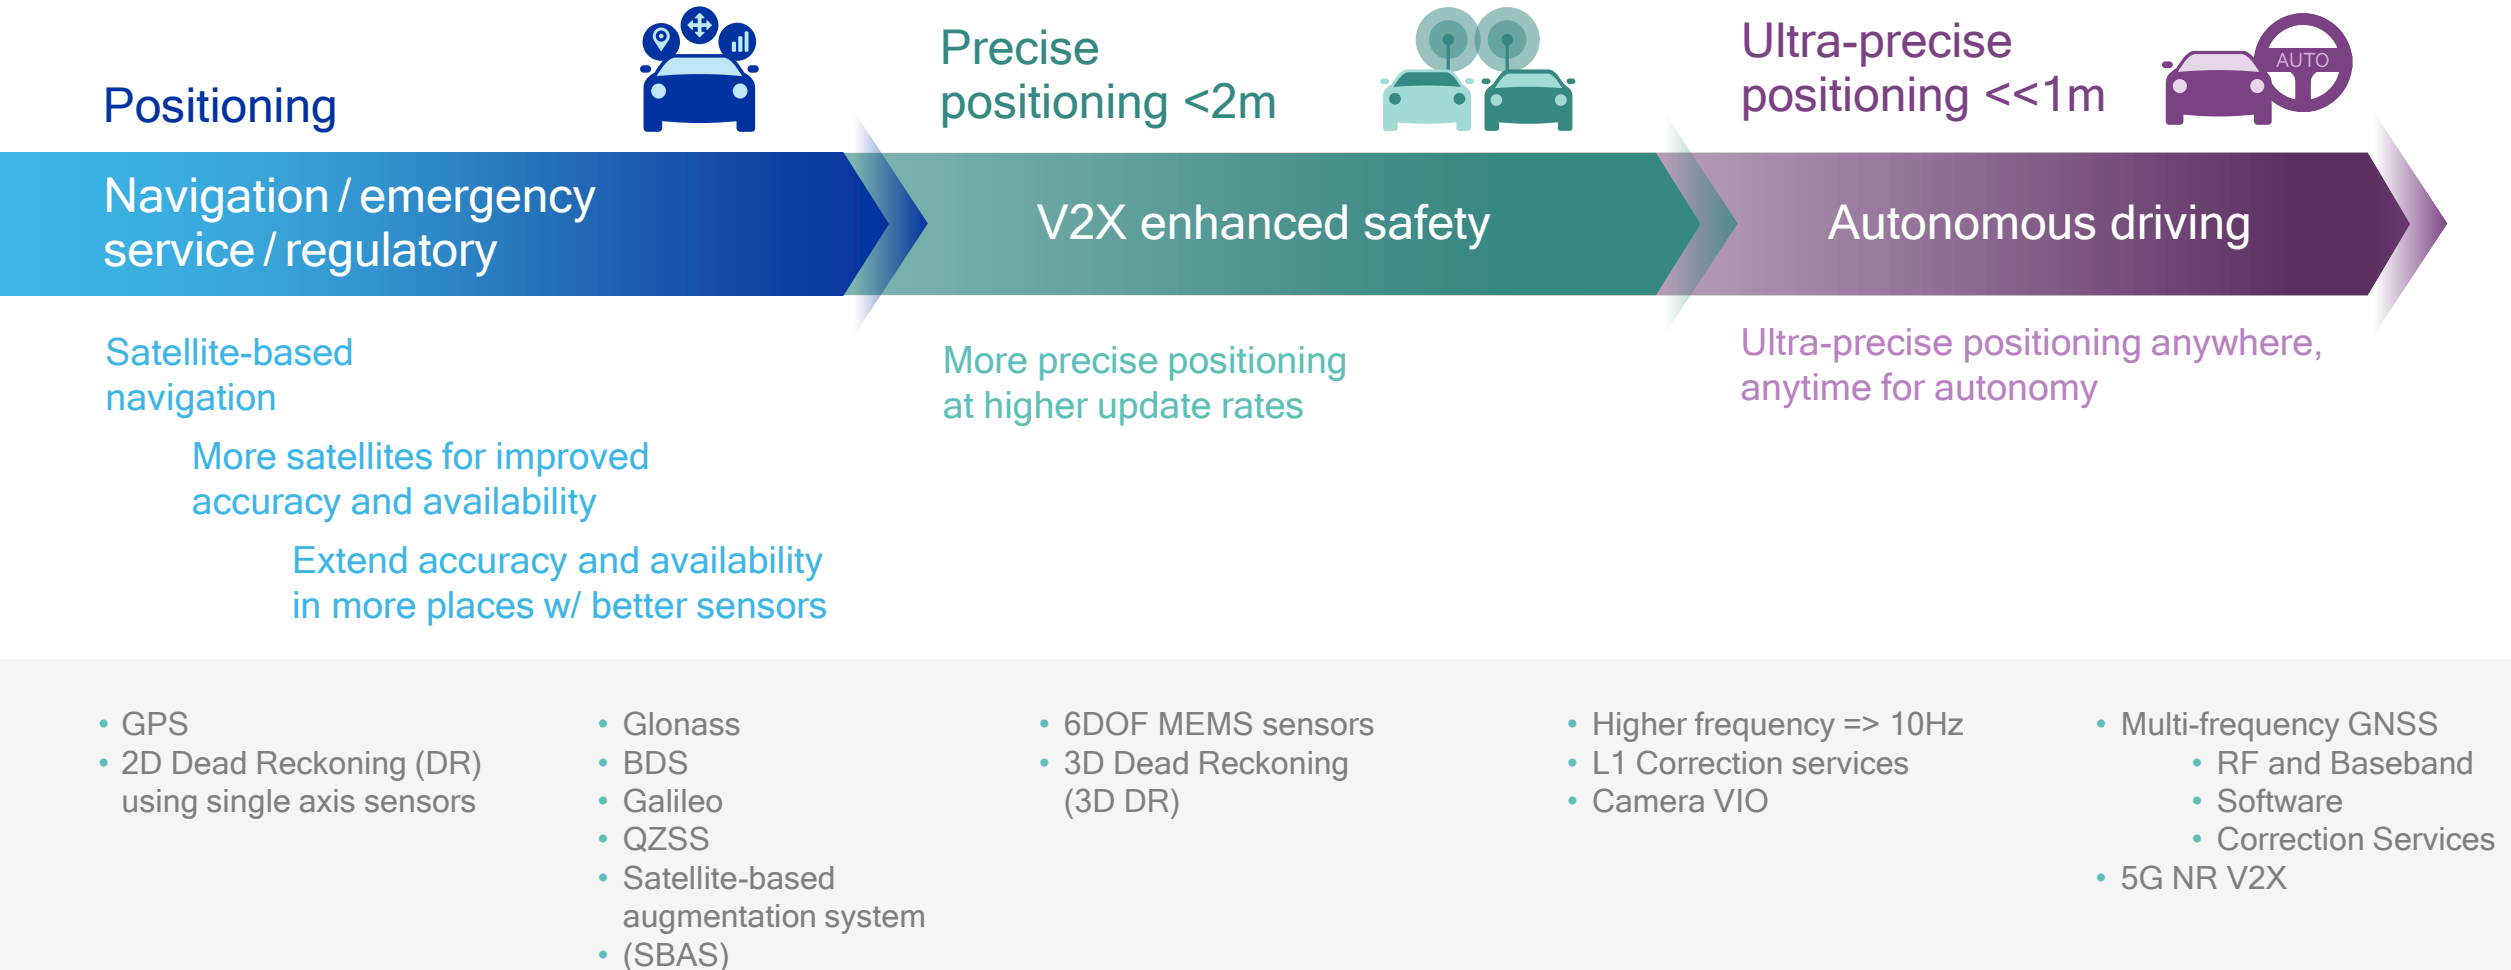 Positioning
Precise
positioning <2m
Ultra-precise
positioning <<1m
AUTO
Navigation / emergency
service / regulatory
V2X enhanced safety
Autonomous driving
Satellite-based
navigation
More satellites for improved
accuracy and availability
Extend accuracy and availability
in more places w/ better sensors
More precise positioning
at higher update rates
Ultra-precise positioning anywhere,
anytime for autonomy
• GPS
• 2D Dead Reckoning (DR)
using single axis sensors
• Glonass
• BDS
• Galileo
• QZSS
• Satellite-based
augmentation system
• (SBAS)
• 6DOF MEMS sensors
• 3D Dead Reckoning
(3D DR)
• Higher frequency => 10Hz
• L1 Correction services
• Camera VIO
• Multi-frequency GNSS
• RF and Baseband
• Software
• Correction Services
• 5G NR V2X